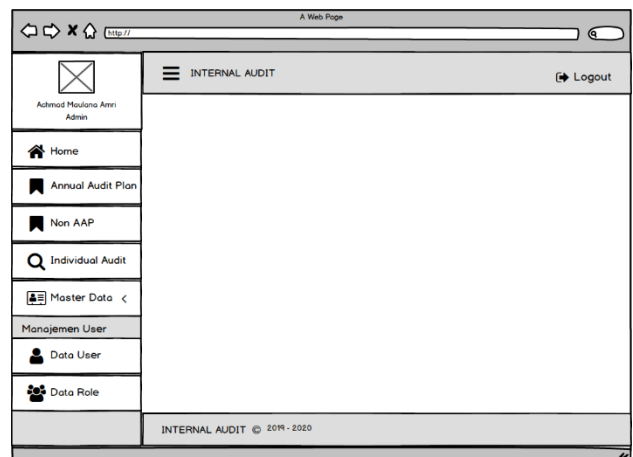 A Web Page
http://
INTERNAL AUDIT
Logout
Achmad Maulana Amri
Admin
Home
Annual Audit Plan
Non AAP
Individual Audit
Master Data <
Manajemen User
Data User
Data Role
INTERNAL AUDIT © 2019 - 2020